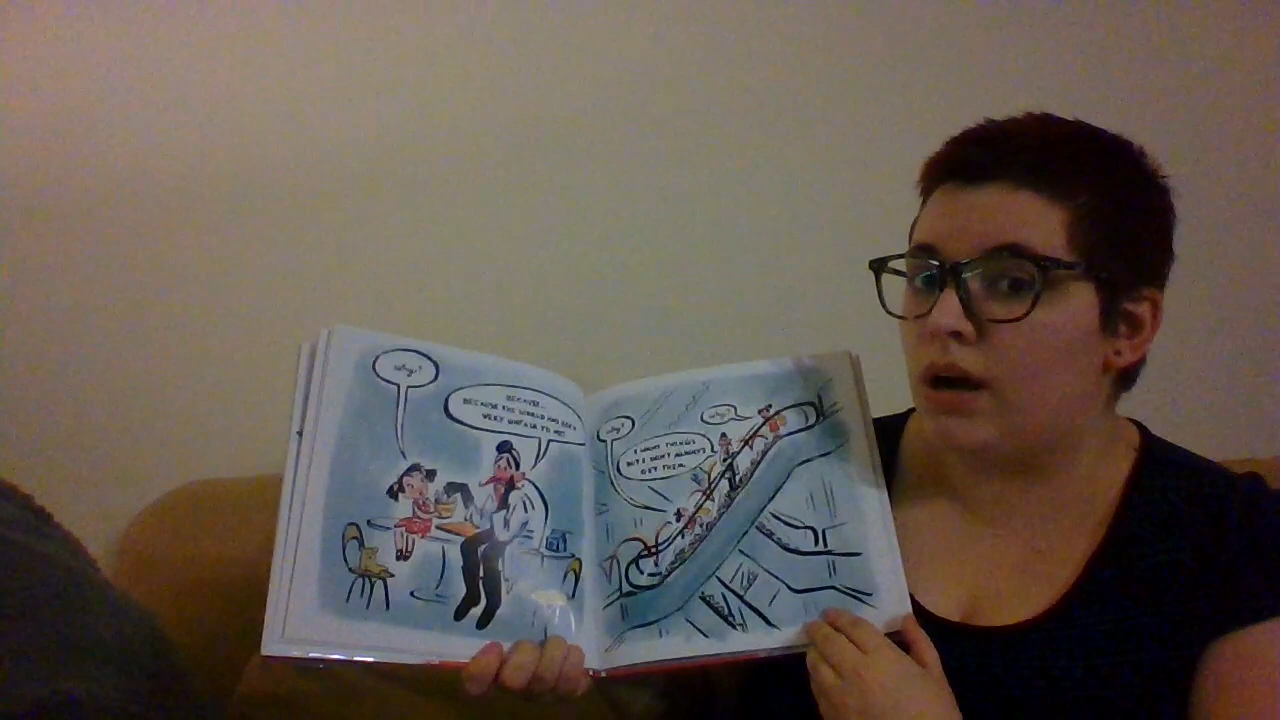 Why?
BECAUSE...
BECAUSE THE WORLD HAS BEEN
VERY UNFAIR TO ME!
Why?
Why?
I WANT THINGS
BUT I DON'T ALWAYS
GET THEM.